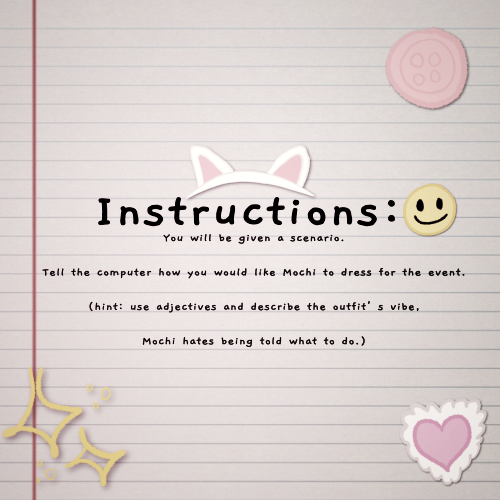 Instructions:
You will be given a scenario.
Tell the computer how you would like Mochi to dress for the event.
(hint: use adjectives and describe the outfit's vibe,
Mochi hates being told what to do.)